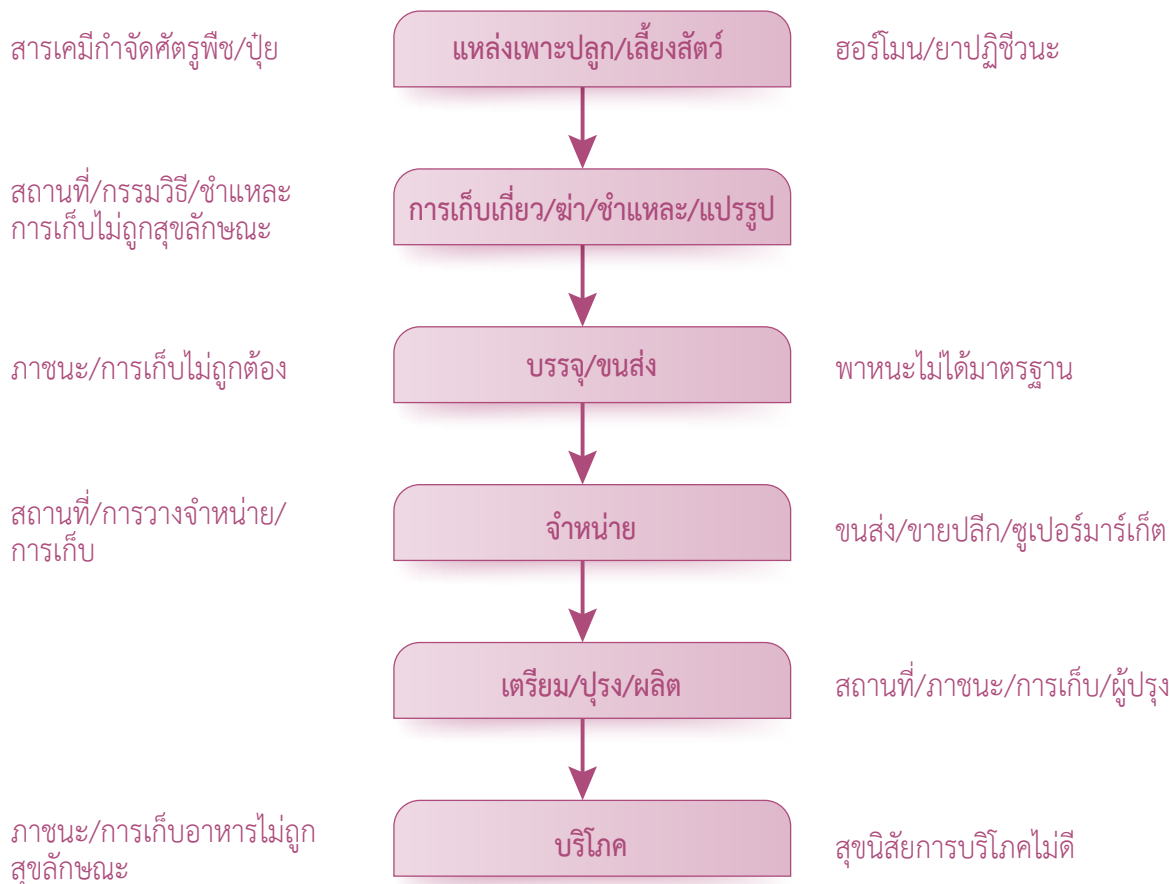 สารเคมีกำจัดศัตรูพืช/ปุ๋ย
แหล่งเพาะปลูก/เลี้ยงสัตว์
ฮอร์โมน/ยาปฏิชีวนะ
สถานที่/กรรมวิธี/ชำแหละ
การเก็บไม่ถูกสุขลักษณะ
การเก็บเกี่ยว/ฆ่า/ชำแหละ/แปรรูป
ภาชนะ/การเก็บไม่ถูกต้อง
บรรจุ/ขนส่ง
พาหนะไม่ได้มาตรฐาน
สถานที่/การวางจำหน่าย/
การเก็บ
จำหน่าย
ขนส่ง/ขายปลีก/ซูเปอร์มาร์เก็ต
เตรียม/ปรุง/ผลิต
สถานที่/ภาชนะ/การเก็บ/ผู้ปรุง
ภาชนะ/การเก็บอาหารไม่ถูก
สุขลักษณะ
บริโภค
สุขนิสัยการบริโภคไม่ดี